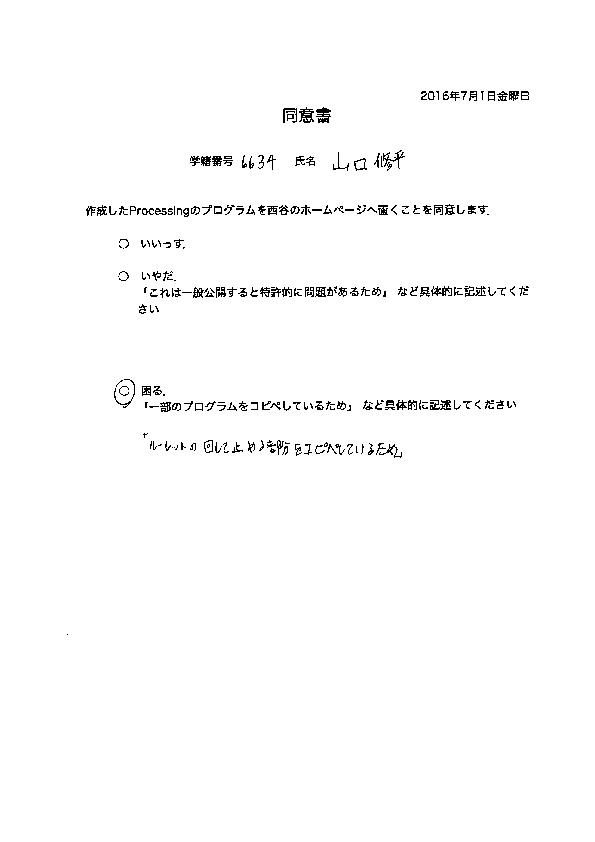 2016年7月1日金曜日
同意書
学籍番号 6634 氏名 山口 修平
作成したProcessingのプログラムを西谷のホームページへ置くことを同意します．
○ いいっす．
○ いやだ．
「これは一般公開すると特許的に問題があるため」 など具体的に記述してくだ
さい
○ 困る．
「一部のプログラムをコピペしているため」 など具体的に記述してください
「ルーレットの回して止める箇所をコピペしているため」